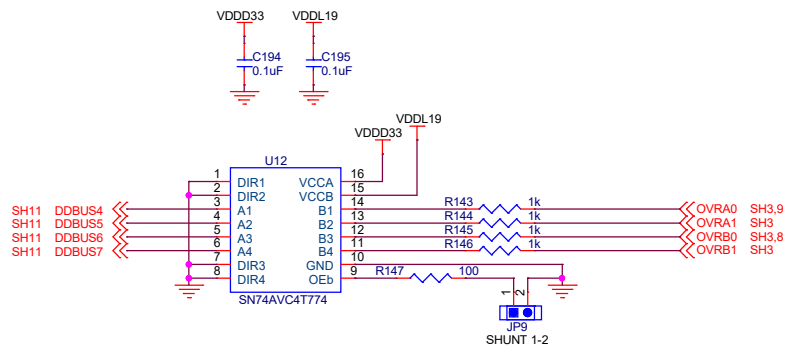 VDDD33 VDDL19
C194 C195
0.1uF 0.1uF
VDDL19
VDDD33
U12
1 DIR1 VCCA 16
2 DIR2 VCCB 15
SH11 DDBUS4 3 A1 B1 14 R143 1k OVRA0 SH3,9
SH11 DDBUS5 4 A2 B2 13 R144 1k OVRA1 SH3
SH11 DDBUS6 5 A3 B3 12 R145 1k OVRB0 SH3,8
SH11 DDBUS7 6 A4 B4 11 R146 1k OVRB1 SH3
7 DIR3 GND 10
8 DIR4 OEb 9 R147 100
SN74AVC4T774
1 2
JP9
SHUNT 1-2